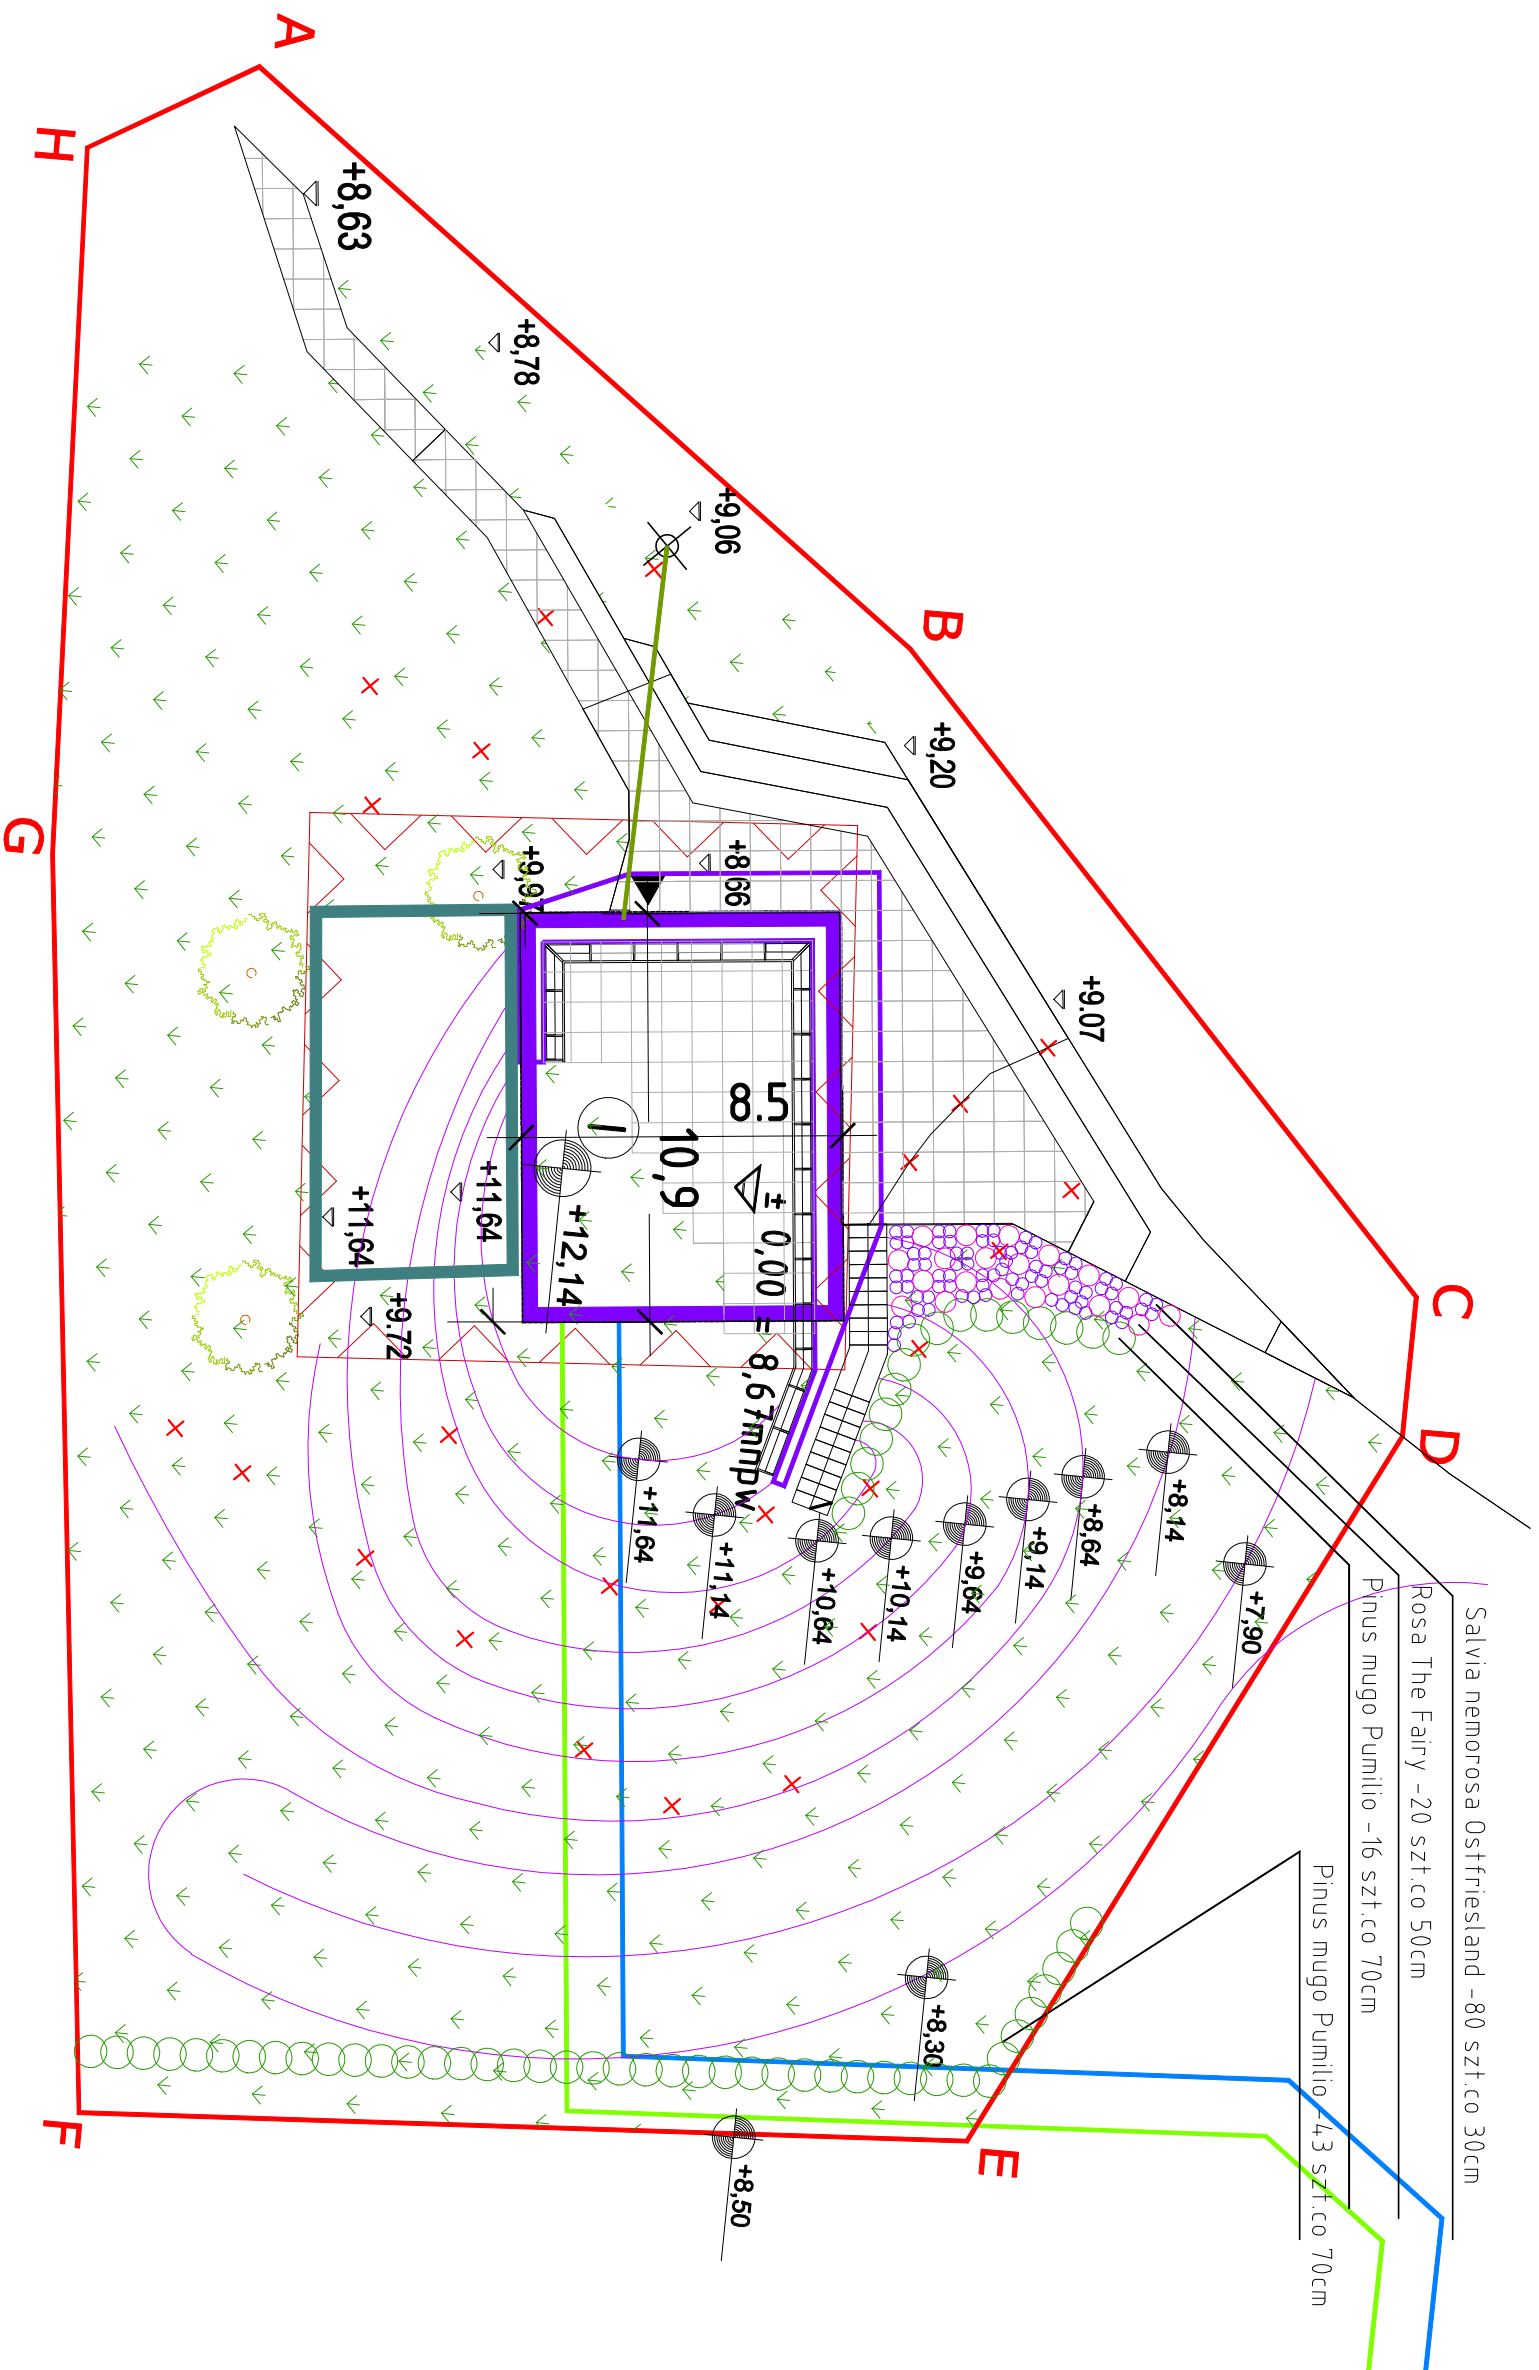 A
H
+8,63
+8,78
+9,06
B
+9,20
G
+8,66
+9,97
+9.07
8.5
10,9
I
+11,64
+11,64
± 0,00 = 8,67mnpw
+12,14
+9.72
C
D
+11,64
+11,14
+10,64
+10,14
+9,64
+9,14
+8,64
+8,14
+7,90
Salvia nemorosa Ostfriesland -80 szt.co 30cm
Rosa The Fairy -20 szt.co 50cm
Pinus mugo Pumilio -16 szt.co 70cm
Pinus mugo Pumilio -43 szt.co 70cm
+8,30
F
E
+8,50